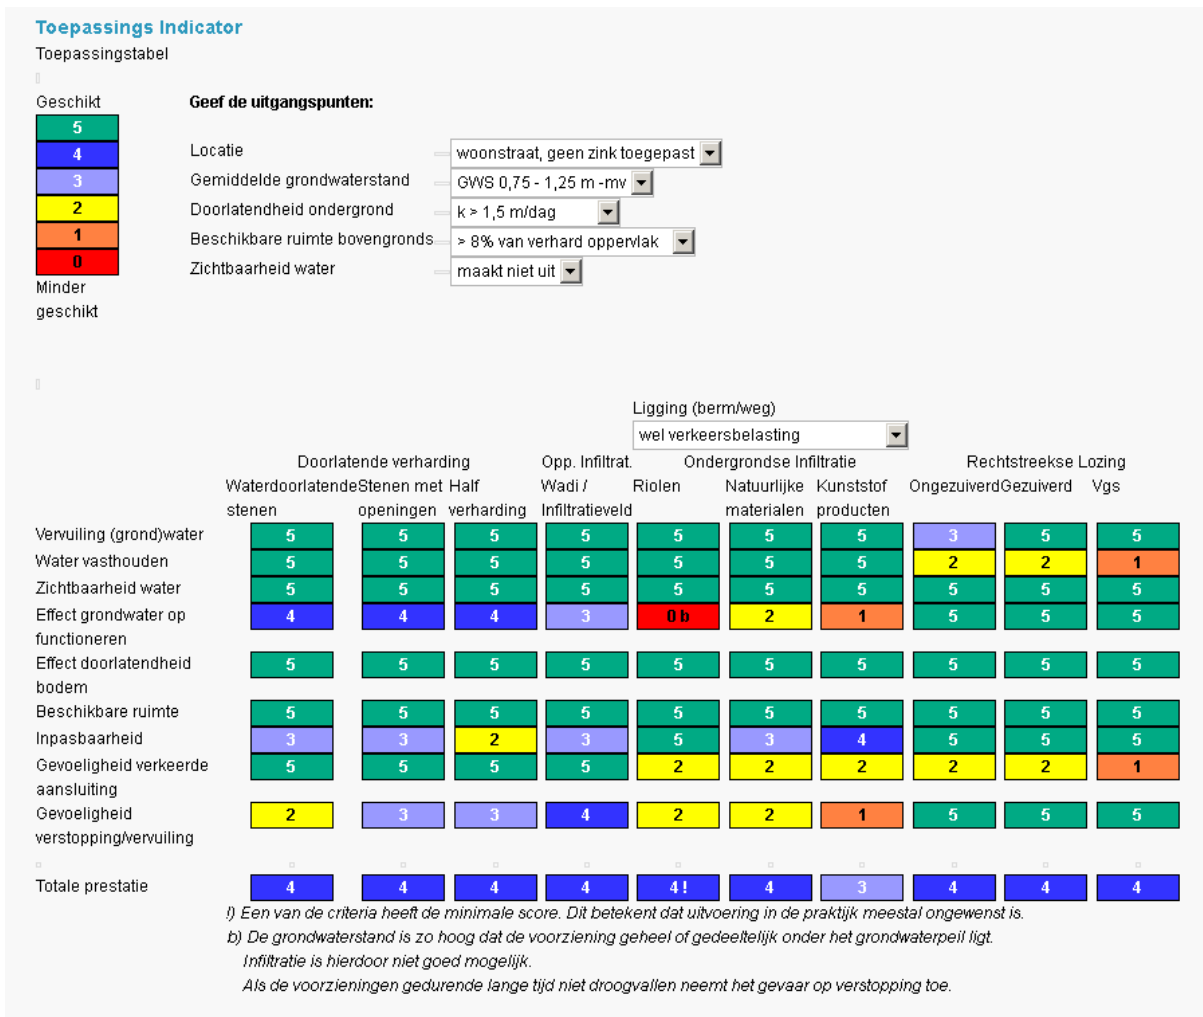 Toepassings Indicator
Toepassingstabel
Geschikt
Geef de uitgangspunten:
5
4
3
2
1
0
Minder
geschikt
Locatie woonstraat, geen zink toegepast
Gemiddelde grondwaterstand GWS 0,75 - 1,25 m -mv
Doorlatendheid ondergrond k > 1,5 m/dag
Beschikbare ruimte bovengronds > 8% van verhard oppervlak
Zichtbaarheid water maakt niet uit
Ligging (berm/weg)
wel verkeersbelasting
Doorlatende verharding Opp. Infiltrat. Ondergrondse Infiltratie Rechtstreekse Lozing
Waterdoorlatende Stenen met Half Wadi / Riolen Natuurlijke Kunststof Ongezuiverd Gezuiverd Vgs
stenen openingen verharding Infiltratieveld materialen producten
Vervuiling (grond)water 5 5 5 5 5 5 5 3 5 5
Water vasthouden 5 5 5 5 5 5 5 2 2 1
Zichtbaarheid water 5 5 5 5 5 5 5 5 5 5
Effect grondwater op 4 4 4 3 0 b 2 1 5 5 5
functioneren
Effect doorlatendheid 5 5 5 5 5 5 5 5 5 5
bodem
Beschikbare ruimte 5 5 5 5 5 5 5 5 5 5
Inpasbaarheid 3 3 2 3 5 3 4 5 5 5
Gevoeligheid verkeerde 5 5 5 5 2 2 2 2 2 1
aansluiting
Gevoeligheid 2 3 3 4 2 2 1 5 5 5
verstopping/vervuiling
Totale prestatie 4 4 4 4 4 ! 4 3 4 4 4
!) Een van de criteria heeft de minimale score. Dit betekent dat uitvoering in de praktijk meestal ongewenst is.
b) De grondwaterstand is zo hoog dat de voorziening geheel of gedeeltelijk onder het grondwaterpeil ligt.
Infiltratie is hierdoor niet goed mogelijk.
Als de voorzieningen gedurende lange tijd niet droogvallen neemt het gevaar op verstopping toe.